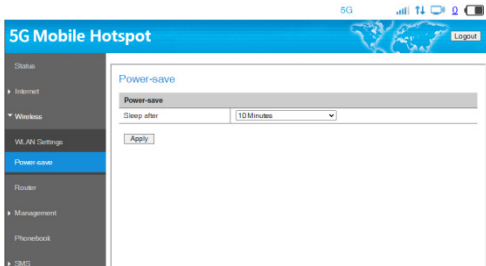 5G
0
5G Mobile Hotspot
Logout
Status
Internet
Wireless
WLAN Settings
Power-save
Router
Management
Phonebook
SMS
Power-save
Power-save
Sleep after
10 Minutes
Apply